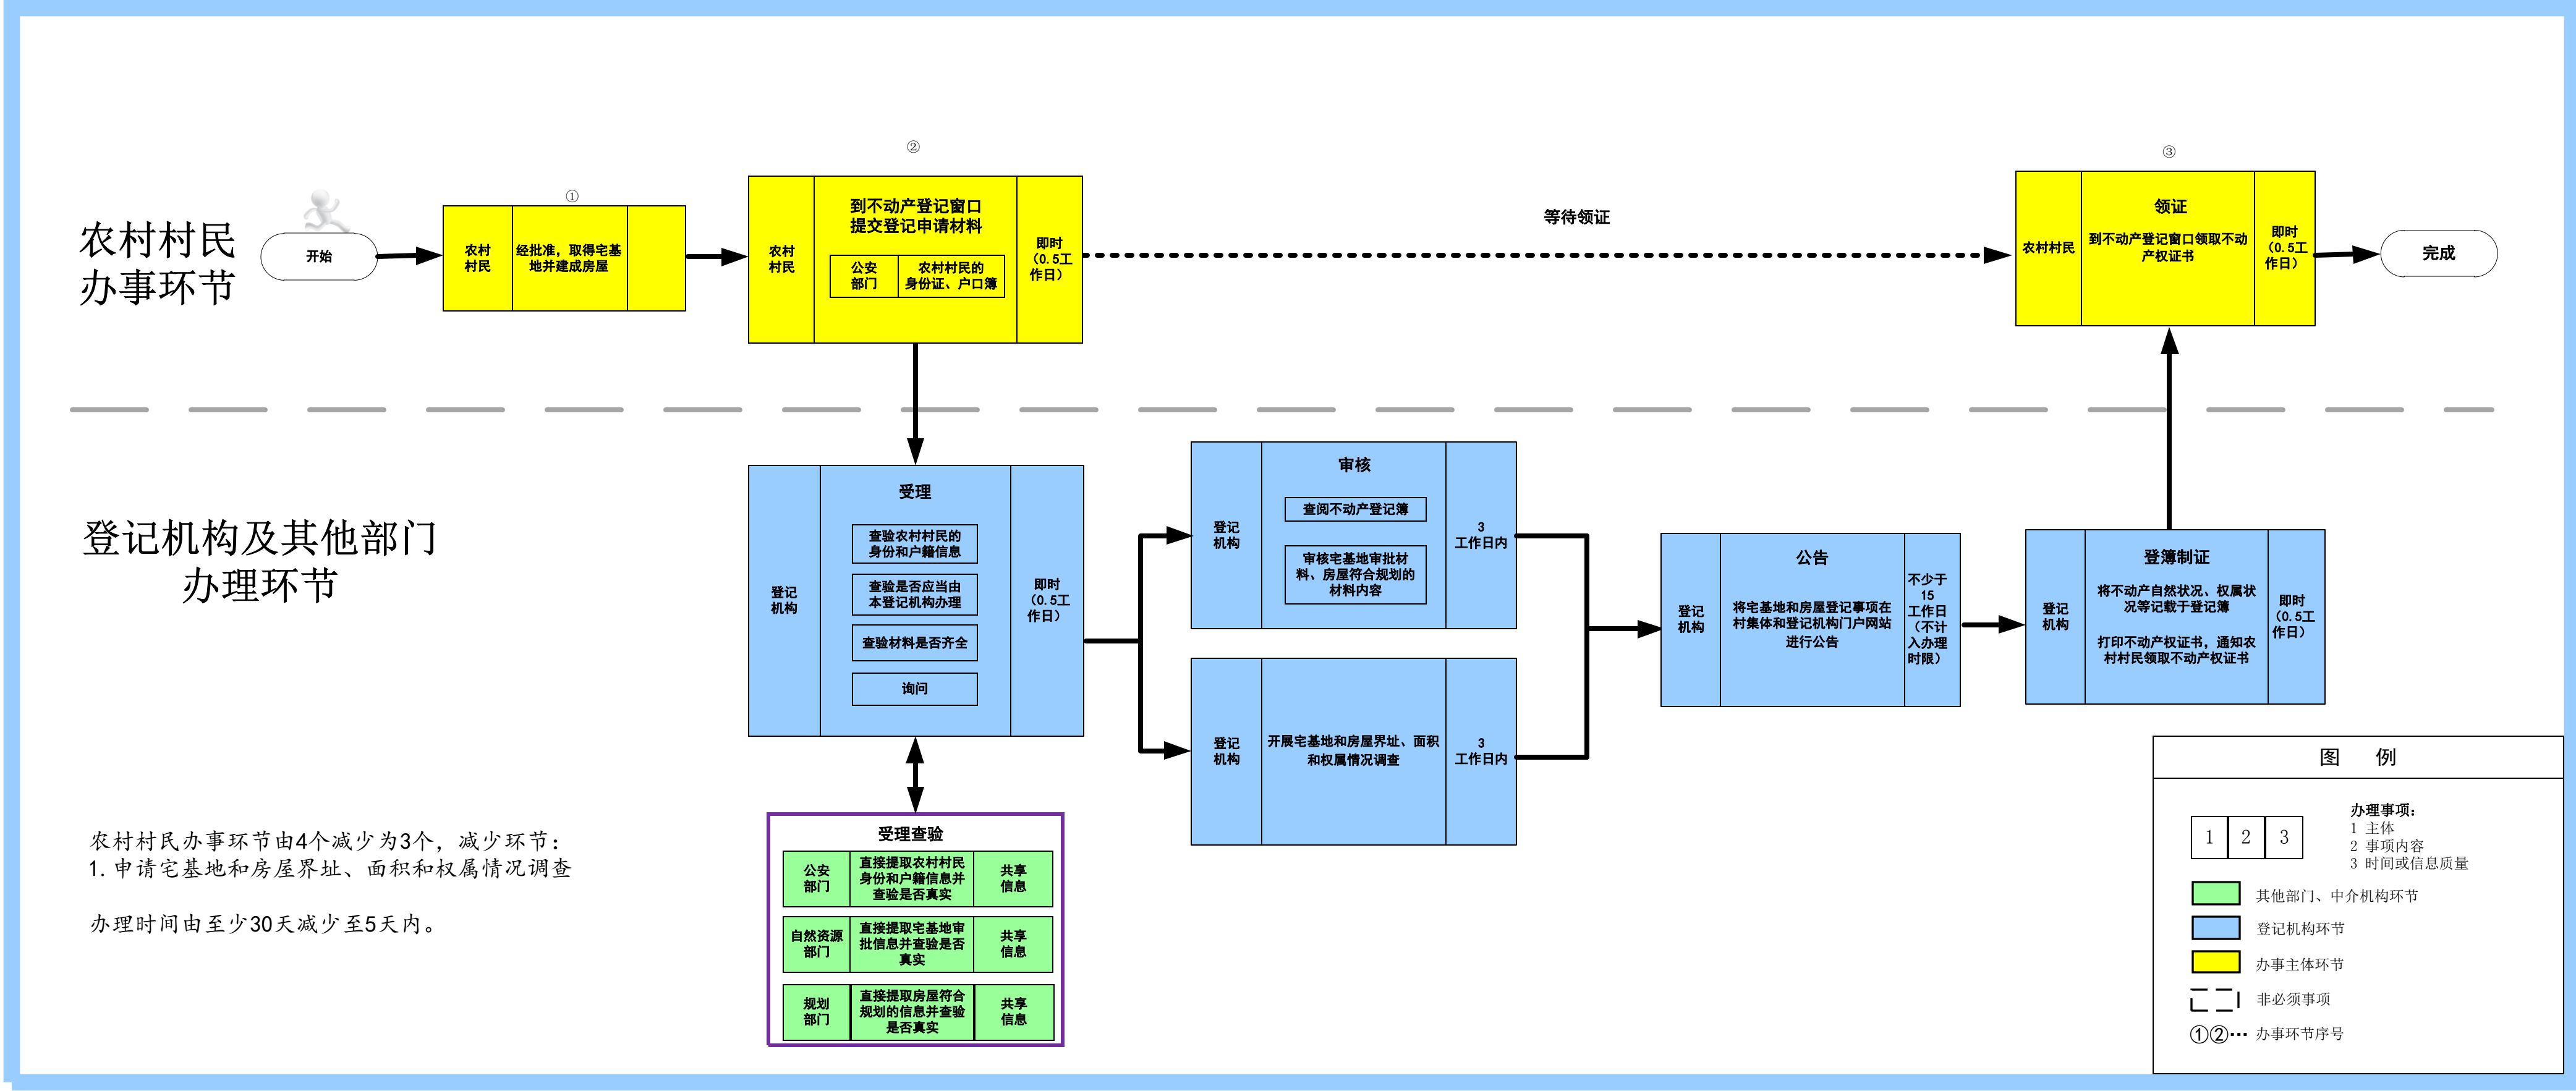 农村村民
办事环节
开始
①
农村
村民
经批准，取得宅基
地并建成房屋
②
农村
村民
到不动产登记窗口
提交登记申请材料
公安
部门
农村村民的
身份证、户口簿
即时
（0.5工
作日）
等待领证
③
农村村民
领证
到不动产登记窗口领取不动
产权证书
即时
（0.5工
作日）
完成
登记机构及其他部门
办理环节
登记
机构
受理
查验农村村民的
身份和户籍信息
查验是否应当由
本登记机构办理
查验材料是否齐全
询问
即时
（0.5工
作日）
登记
机构
审核
查阅不动产登记簿
审核宅基地审批材
料、房屋符合规划的
材料内容
3
工作日内
登记
机构
开展宅基地和房屋界址、面积
和权属情况调查
3
工作日内
登记
机构
公告
将宅基地和房屋登记事项在
村集体和登记机构门户网站
进行公告
不少于
15
工作日
（不计
入办理
时限）
登记
机构
登簿制证
将不动产自然状况、权属状
况等记载于登记簿
打印不动产权证书，通知农
村村民领取不动产权证书
即时
（0.5工
作日）
受理查验
公安
部门
直接提取农村村民
身份和户籍信息并
查验是否真实
共享
信息
自然资源
部门
直接提取宅基地审
批信息并查验是否
真实
共享
信息
规划
部门
直接提取房屋符合
规划的信息并查验
是否真实
共享
信息
农村村民办事环节由4个减少为3个，减少环节：
1.申请宅基地和房屋界址、面积和权属情况调查
办理时间由至少30天减少至5天内。
图 例
1 2 3
办理事项：
1 主体
2 事项内容
3 时间或信息质量
其他部门、中介机构环节
登记机构环节
办事主体环节
非必须事项
①②… 办事环节序号